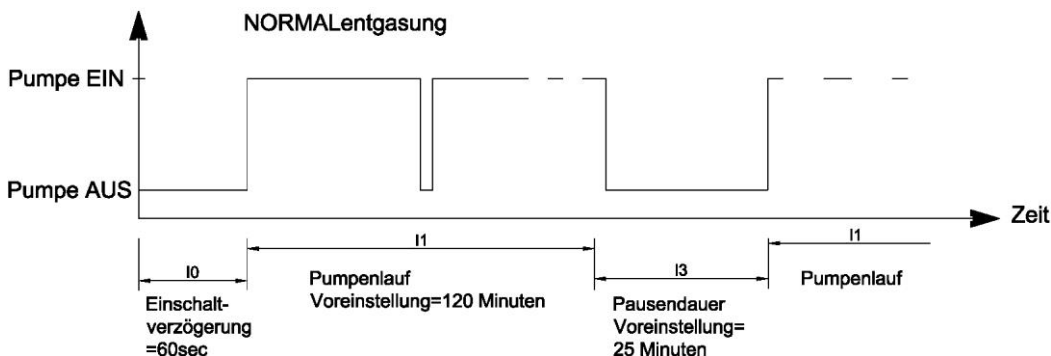 NORMALentgasung
Pumpe EIN
Pumpe AUS
Zeit
I0
I1
I3
I1
Einschalt-
verzögerung
=60sec
Pumpenlauf
Voreinstellung=120 Minuten
Pausendauer
Voreinstellung=
25 Minuten
Pumpenlauf